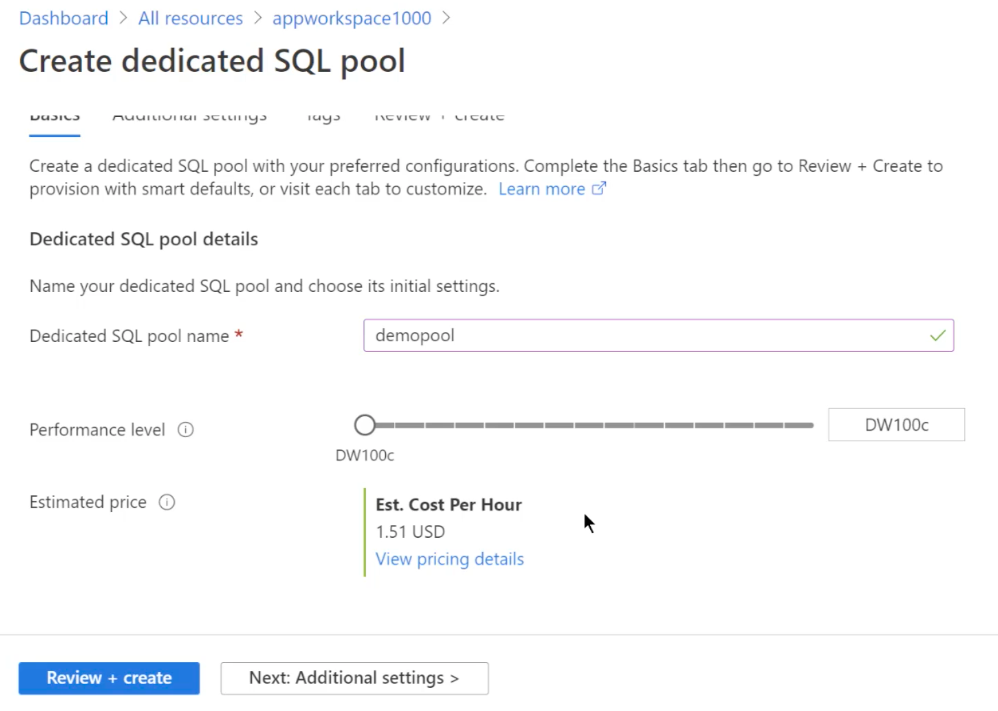 Dashboard > All resources > appworkspace1000 >
Create dedicated SQL pool
Basics Additional settings Tags Review + create
Create a dedicated SQL pool with your preferred configurations. Complete the Basics tab then go to Review + Create to
provision with smart defaults, or visit each tab to customize. Learn more
Dedicated SQL pool details
Name your dedicated SQL pool and choose its initial settings.
Dedicated SQL pool name * demopool
Performance level DW100c
DW100c
Estimated price
Est. Cost Per Hour
1.51 USD
View pricing details
Review + create Next: Additional settings >